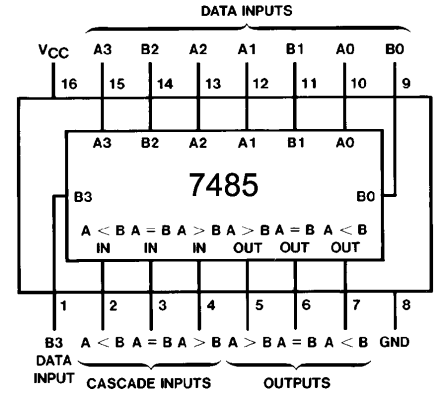 DATA INPUTS
VCC A3 B2 A2 A1 B1 A0 B0
16 15 14 13 12 11 10 9
A3 B2 A2 A1 B1 A0
7485
B3 B0
A < B A = B A > B A > B A = B A < B
IN IN IN OUT OUT OUT
1 2 3 4 5 6 7 8
B3 A < B A = B A > B A > B A = B A < B GND
DATA
INPUT CASCADE INPUTS OUTPUTS